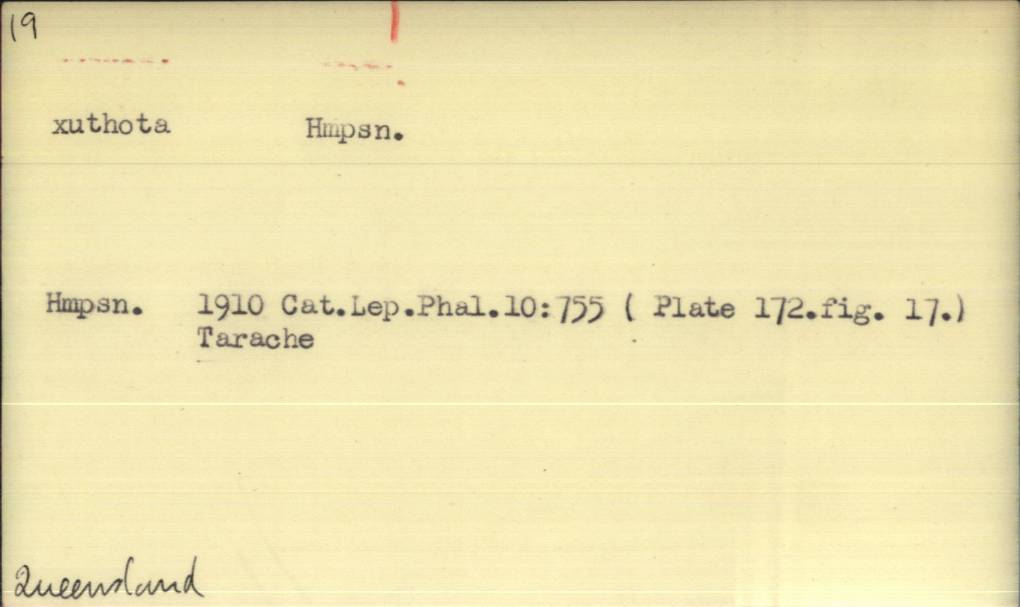 19
xuthota Hmpsn.
Hmpsn. 1910 Cat.Lep.Phal.10:755 ( Plate 172.fig. 17.)
Tarache
Queensland